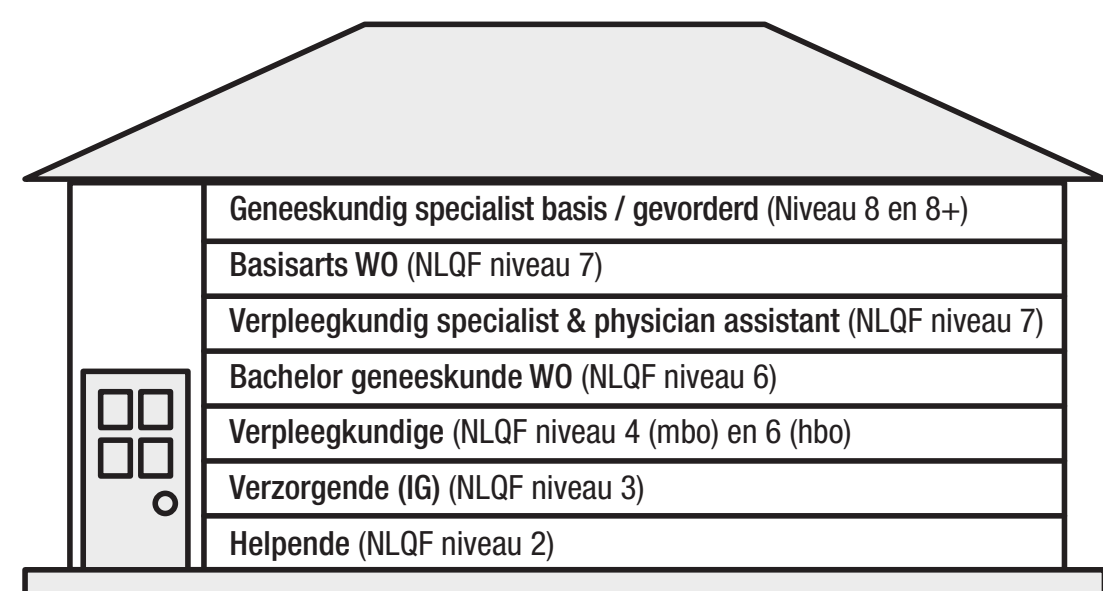 Geneeskundig specialist basis / gevorderd (Niveau 8 en 8+)
Basisarts WO (NLQF niveau 7)
Verpleegkundig specialist & physician assistant (NLQF niveau 7)
Bachelor geneeskunde WO (NLQF niveau 6)
Verpleegkundige (NLQF niveau 4 (mbo) en 6 (hbo)
Verzorgende (IG) (NLQF niveau 3)
Helpende (NLQF niveau 2)